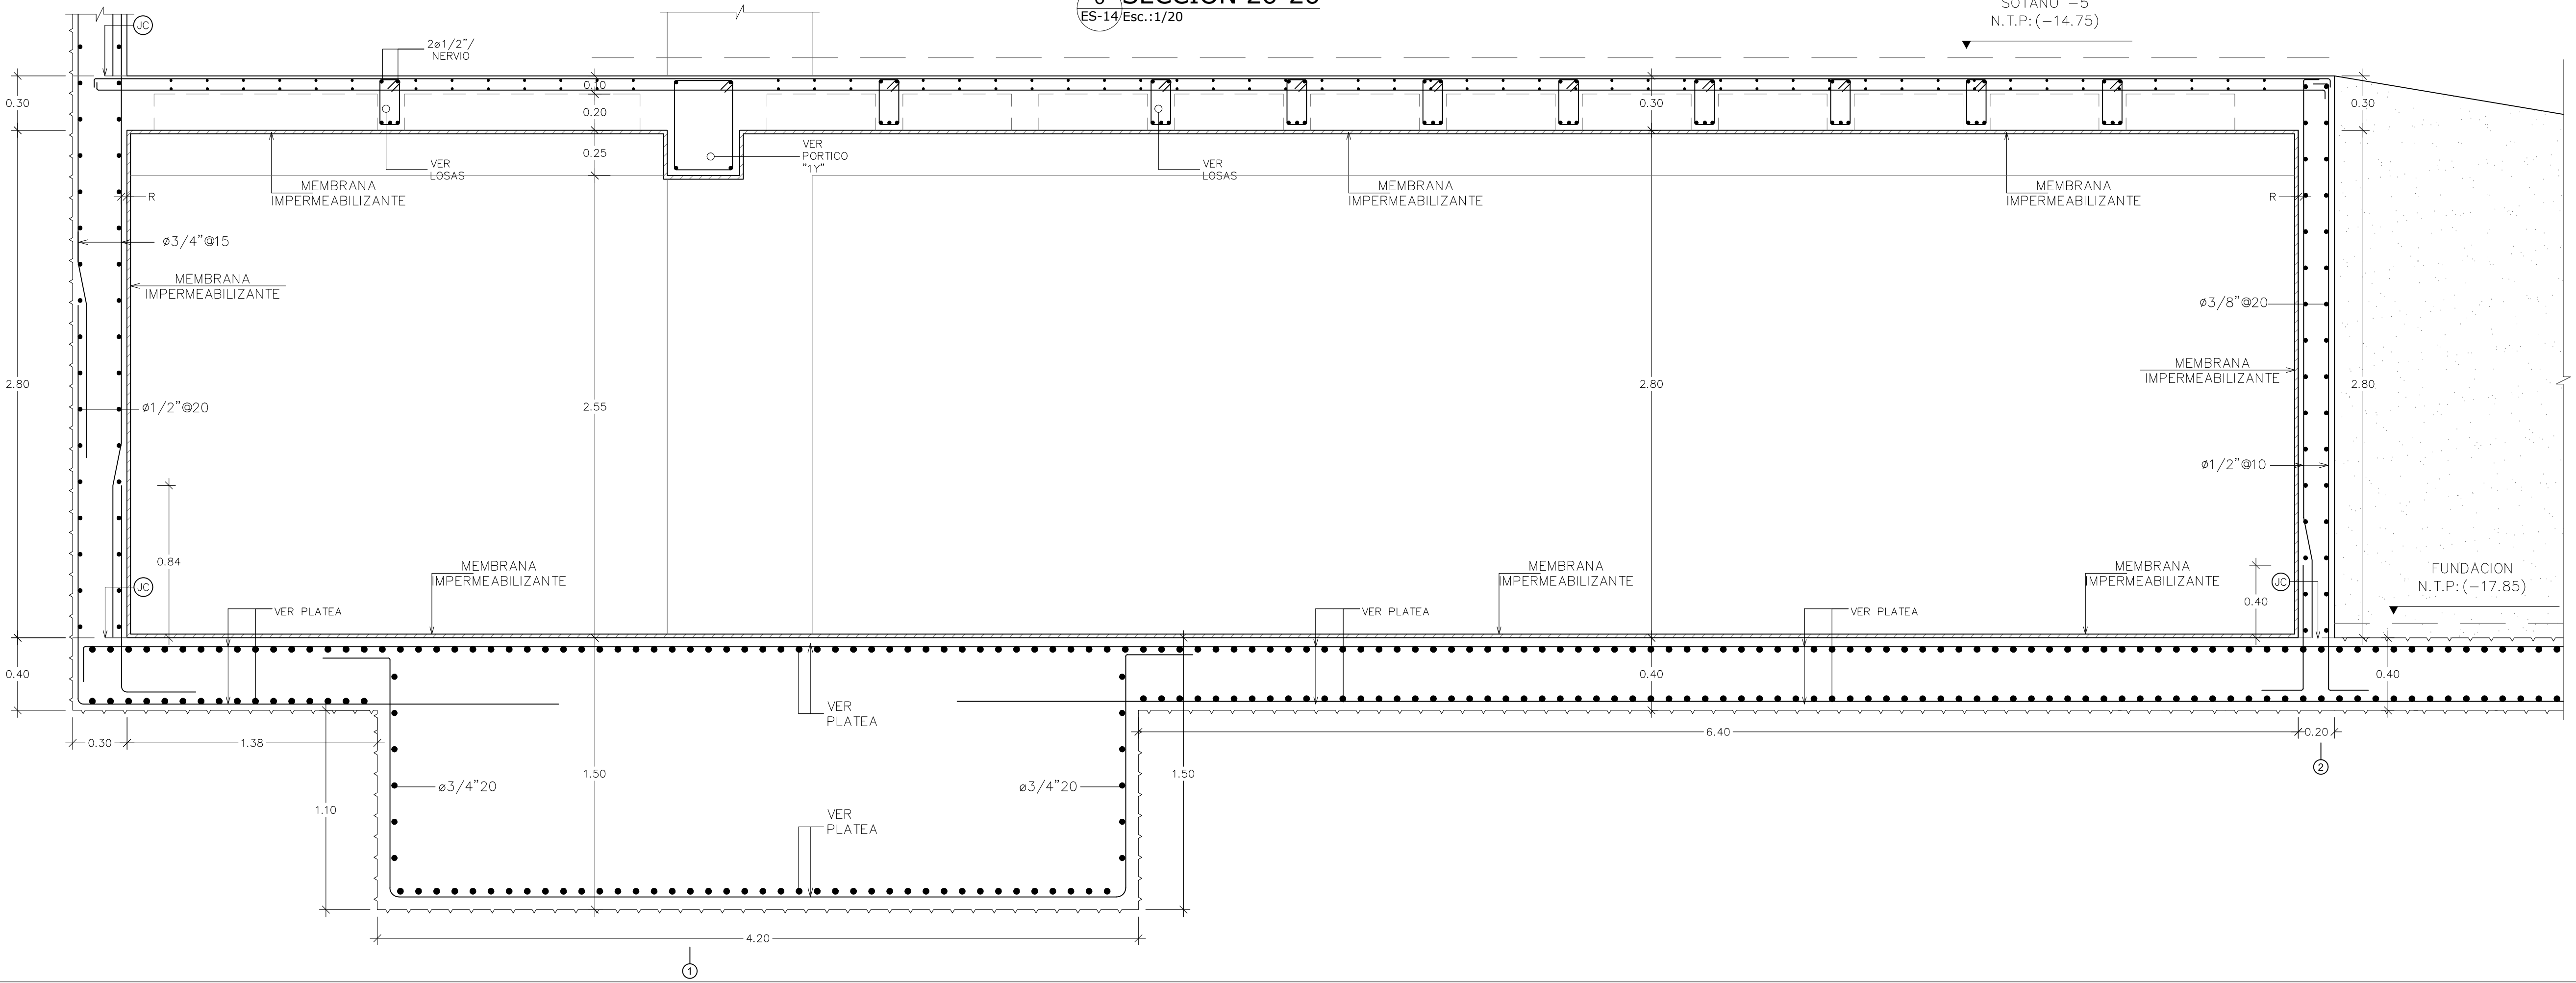 SECCION 20-20
ES-14 Esc.:1/20
SOTANO -5
N.T.P:(-14.75)
JC
2ø1/2"/
NERVIO
0.30
0.10
0.20
0.25
0.30
0.30
VER
LOSAS
VER
PORTICO
"1Y"
VER
LOSAS
MEMBRANA
IMPERMEABILIZANTE
MEMBRANA
IMPERMEABILIZANTE
MEMBRANA
IMPERMEABILIZANTE
R
R
ø3/4"@15
MEMBRANA
IMPERMEABILIZANTE
ø3/8"@20
MEMBRANA
IMPERMEABILIZANTE
2.80
ø1/2"@20
2.55
2.80
2.80
ø1/2"@10
0.84
MEMBRANA
IMPERMEABILIZANTE
MEMBRANA
IMPERMEABILIZANTE
MEMBRANA
IMPERMEABILIZANTE
FUNDACION
N.T.P:(-17.85)
JC
JC
0.40
VER PLATEA
VER PLATEA
VER PLATEA
0.40
0.40
0.40
VER
PLATEA
0.30
1.38
6.40
0.20
2
1.50
1.50
ø3/4"20
ø3/4"20
1.10
VER
PLATEA
4.20
1